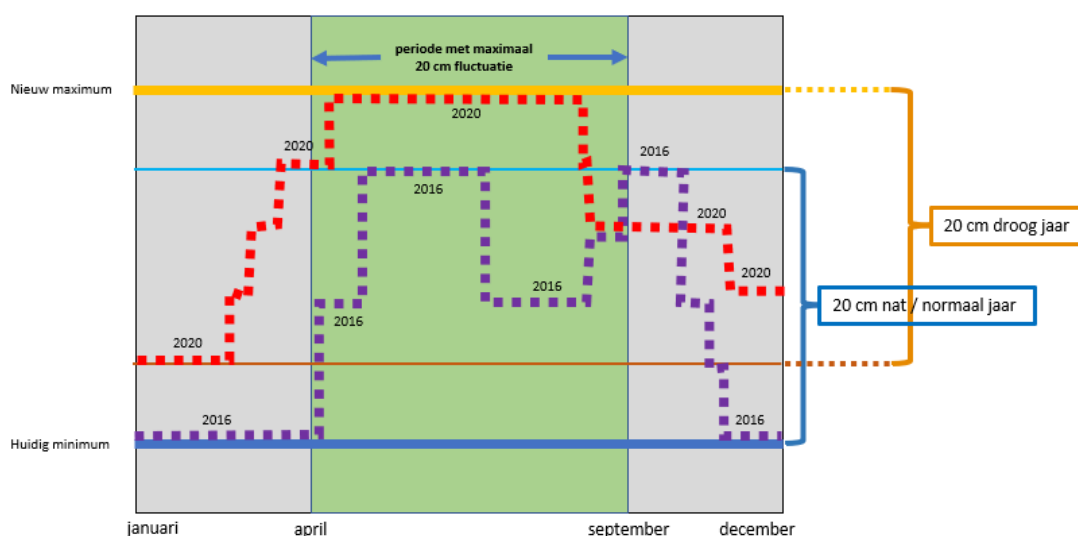 periode met maximaal
20 cm fluctuatie
Nieuw maximum
2020
2020
2016
2016
20 cm droog jaar
2020
2016
2020
20 cm nat / normaal jaar
2016
2020
2016
2016
Huidig minimum
januari
april
september
december